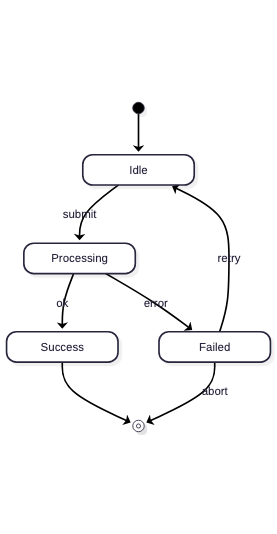 Idle
submit
Processing
retry
ok
error
Success
Failed
abort